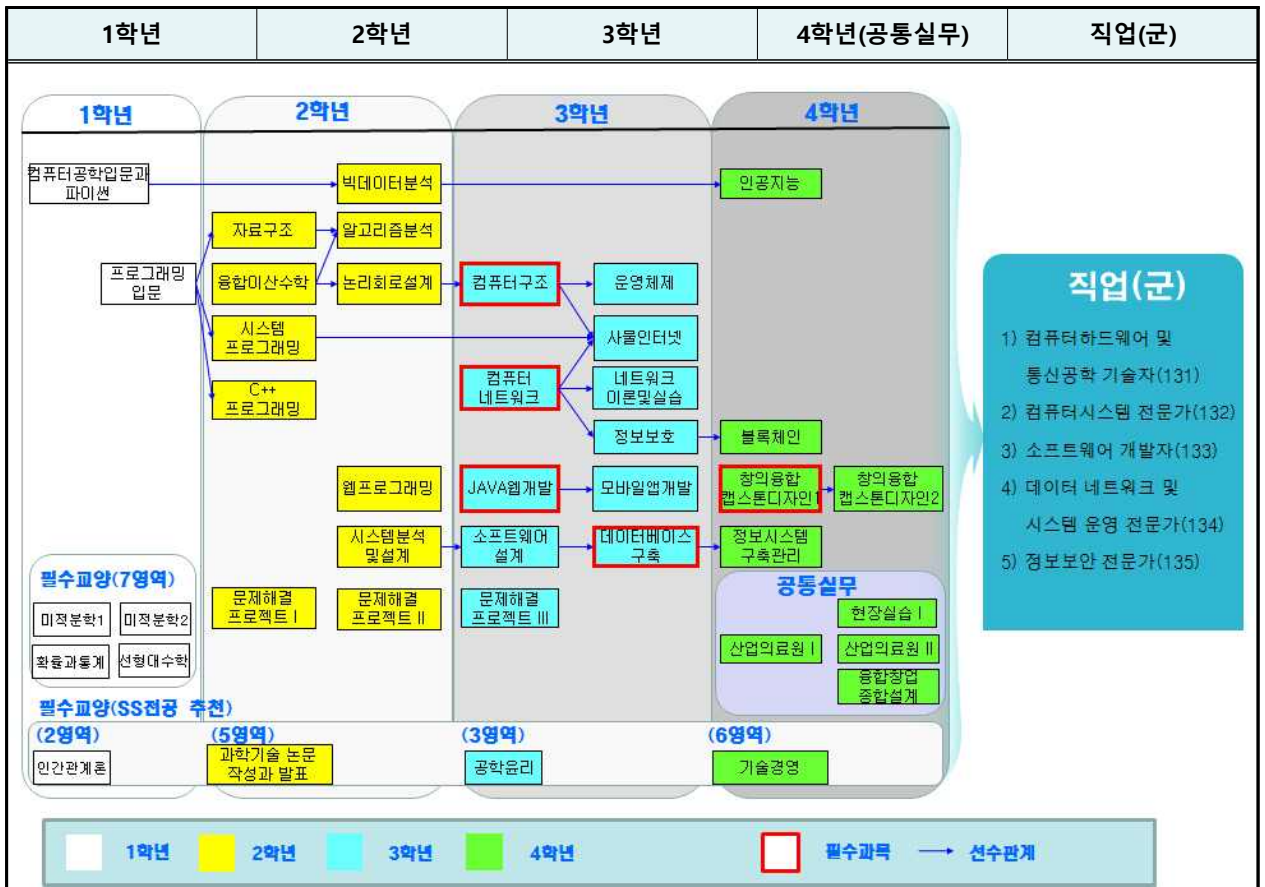 1학년
2학년
3학년
4학년(공통실무)
직업(군)
1학년
2학년
3학년
4학년
컴퓨터공학입문과
파이썬
빅데이터분석
인공지능
자료구조
알고리즘분석
프로그래밍
입문
융합이산수학
논리회로설계
컴퓨터구조
운영체제
시스템
프로그래밍
사물인터넷
C++
프로그래밍
컴퓨터
네트워크
네트워크
이론및실습
정보보호
블록체인
웹프로그래밍
JAVA웹개발
모바일앱개발
창의융합
캡스톤디자인1
창의융합
캡스톤디자인2
시스템분석
및설계
소프트웨어
설계
데이터베이스
구축
정보시스템
구축관리
문제해결
프로젝트 I
문제해결
프로젝트 II
문제해결
프로젝트 III
공통실무
현장실습 I
산업의료원 I
산업의료원 II
융합창업
종합설계
필수교양(7영역)
미적분학1
미적분학2
확률과통계
선형대수학
필수교양(SS전공 추천)
(2영역)
(5영역)
(3영역)
(6영역)
인간관계론
과학기술 논문
작성과 발표
공학윤리
기술경영
직업(군)
1) 컴퓨터하드웨어 및
통신공학 기술자(131)
2) 컴퓨터시스템 전문가(132)
3) 소프트웨어 개발자(133)
4) 데이터 네트워크 및
시스템 운영 전문가(134)
5) 정보보안 전문가(135)
1학년
2학년
3학년
4학년
필수과목
선수관계